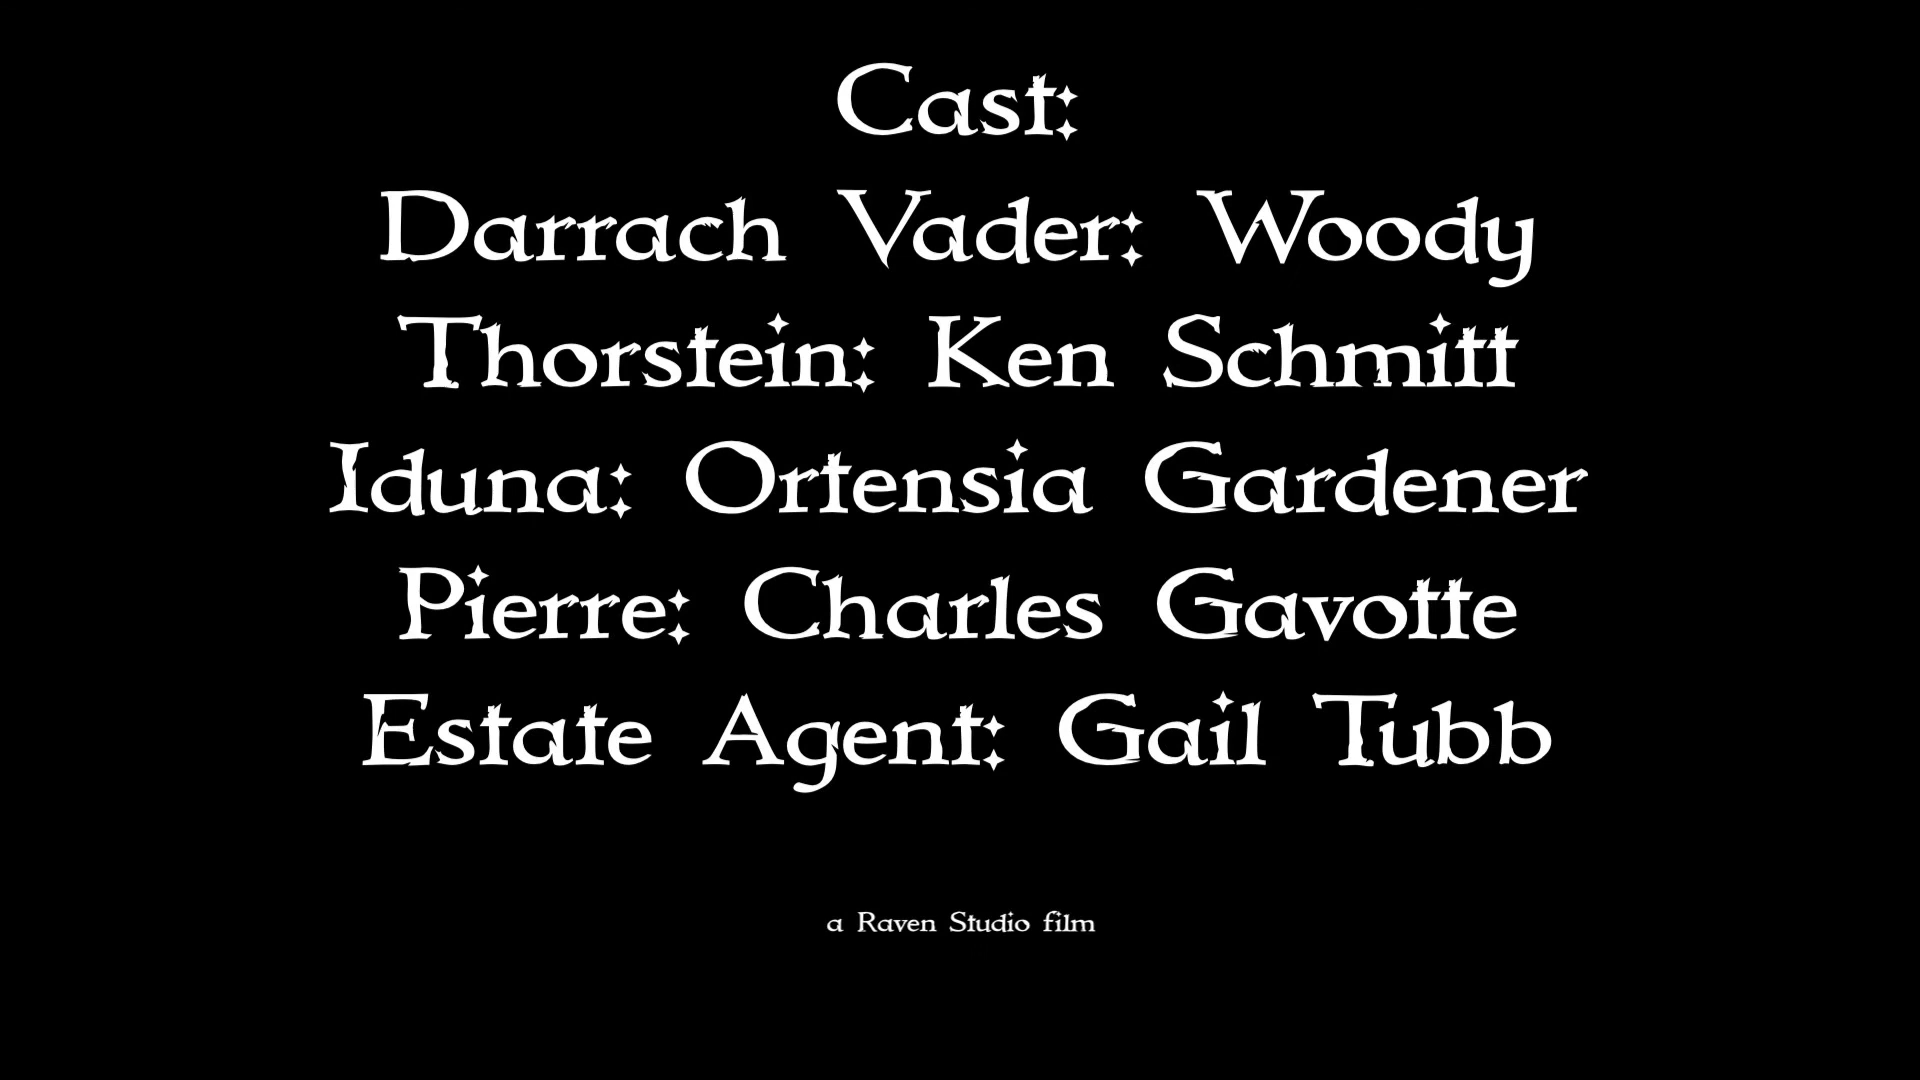 Cast:
Darrach Vader: Woody
Thorstein: Ken Schmitt
Iduna: Ortensia Gardener
Pierre: Charles Gavotte
Estate Agent: Gail Tubb
a Raven Studio film